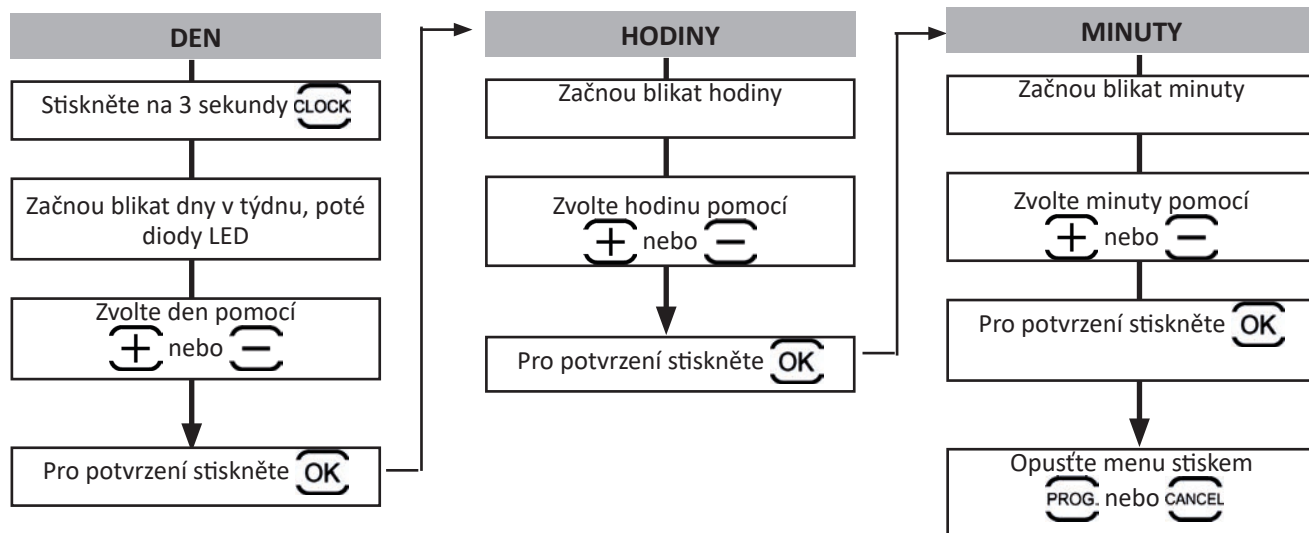 DEN
Stiskněte na 3 sekundy CLOCK
Začnou blikat dny v týdnu, poté
diody LED
Zvolte den pomocí
+ nebo −
Pro potvrzení stiskněte OK
HODINY
Začnou blikat hodiny
Zvolte hodinu pomocí
+ nebo −
Pro potvrzení stiskněte OK
MINUTY
Začnou blikat minuty
Zvolte minuty pomocí
+ nebo −
Pro potvrzení stiskněte OK
Opusťte menu stiskem
PROG. nebo CANCEL